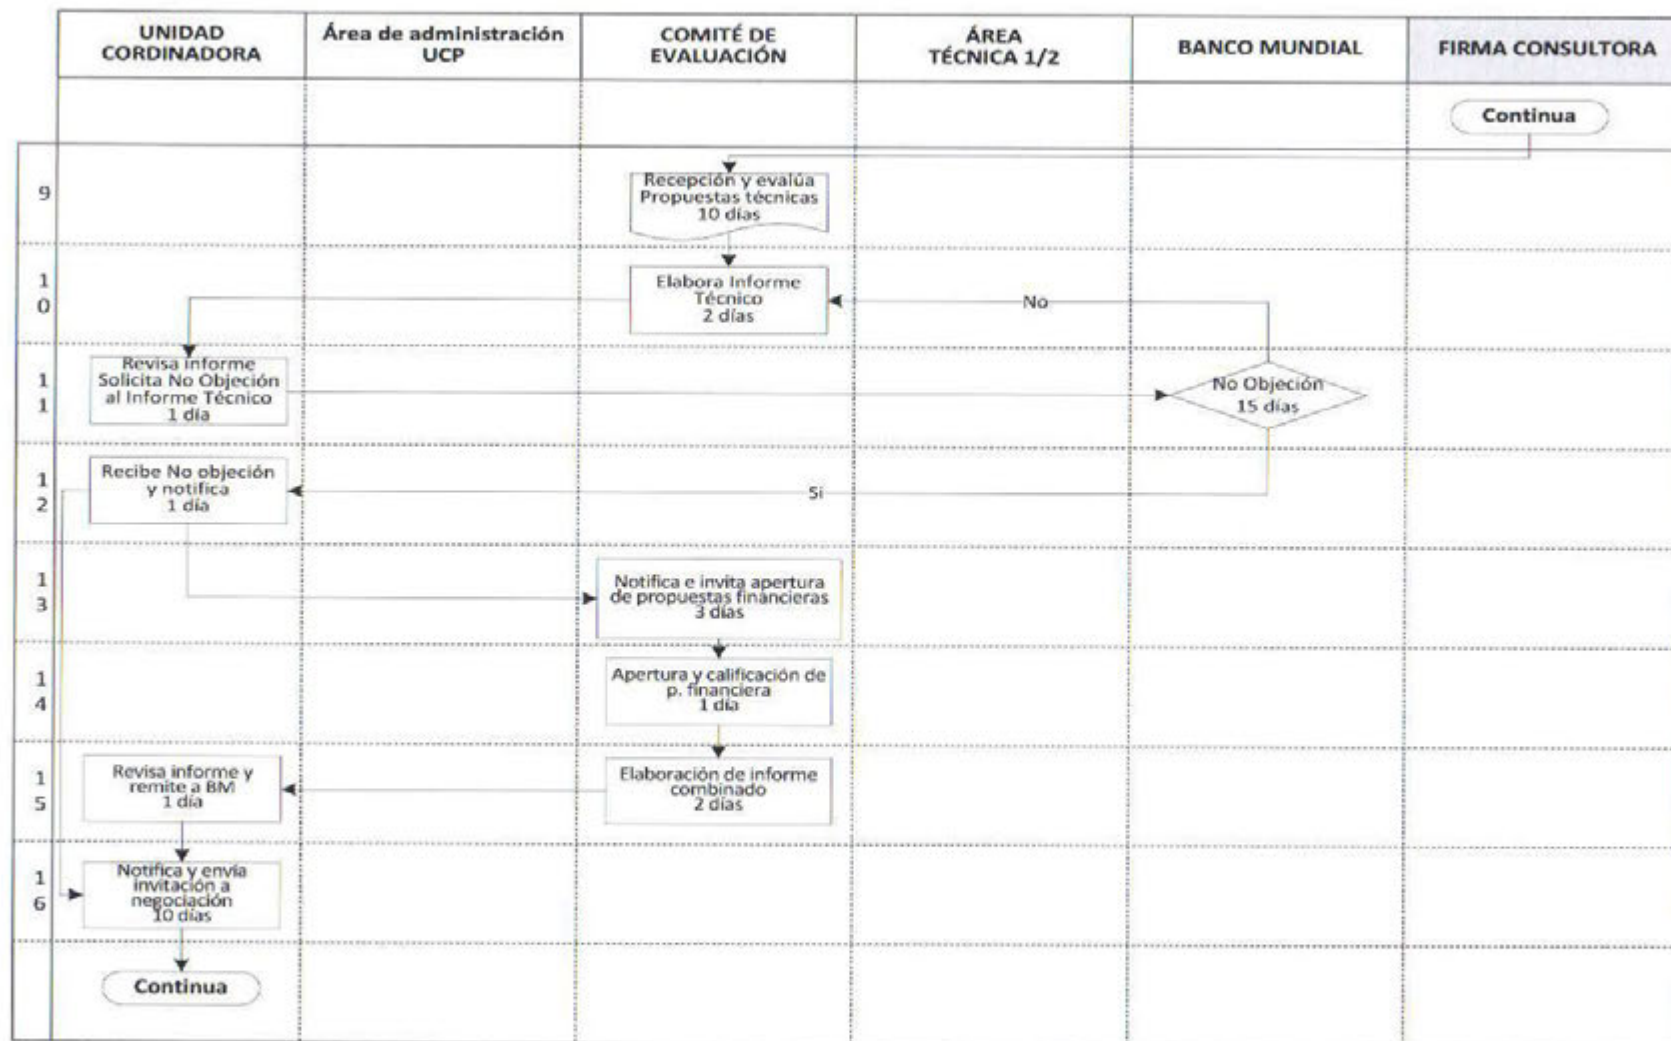 UNIDAD
CORDINADORA
Área de administración
UCP
COMITÉ DE
EVALUACIÓN
ÁREA
TÉCNICA 1/2
BANCO MUNDIAL
FIRMA CONSULTORA
Continua
9
Recepción y evalúa
Propuestas técnicas
10 días
1
0
Elabora Informe
Técnico
2 días
No
1
1
Revisa informe
Solicita No Objeción
al Informe Técnico
1 día
No Objeción
15 días
1
2
Recibe No objeción
y notifica
1 día
Si
1
3
Notifica e invita apertura
de propuestas financieras
3 días
1
4
Apertura y calificación de
p. financiera
1 día
1
5
Revisa informe y
remite a BM
1 día
Elaboración de informe
combinado
2 días
1
6
Notifica y envía
invitación a
negociación
10 días
Continua